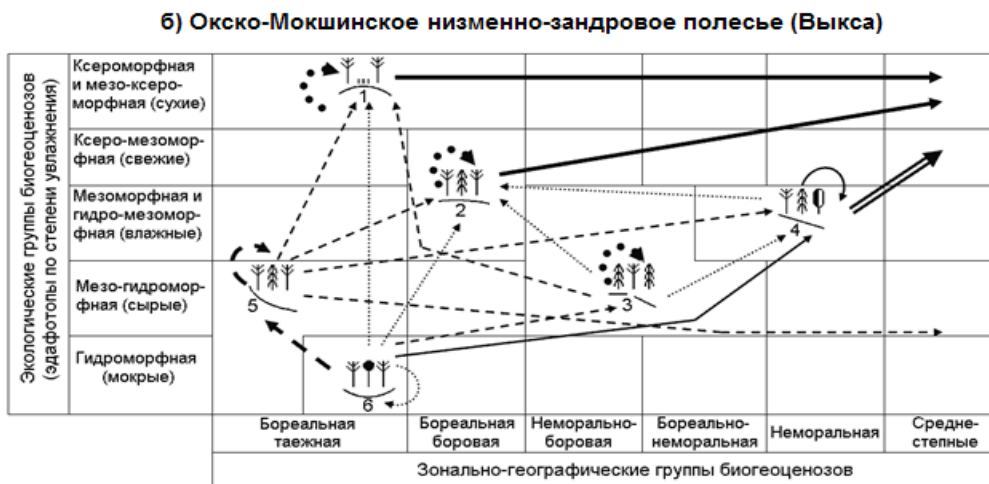 б) Окско-Мокшинское низменно-зандровое полесье (Выкса)
Экологические группы биогеоценозов
(эдафотопы по степени увлажнения)
Ксероморфная
и мезо-ксеро-
морфная (сухие)
Ксеро-мезомор-
фная (свежие)
Мезоморфная и
гидро-мезомор-
фная (влажные)
Мезо-гидроморф-
фная (сырые)
Гидроморфная
(мокрые)
1
2
3
4
5
6
Бореальная
таежная
Бореальная
боровая
Неморально-
боровая
Бореально-
неморальная
Неморальная
Средне-
степные
Зонально-географические группы биогеоценозов